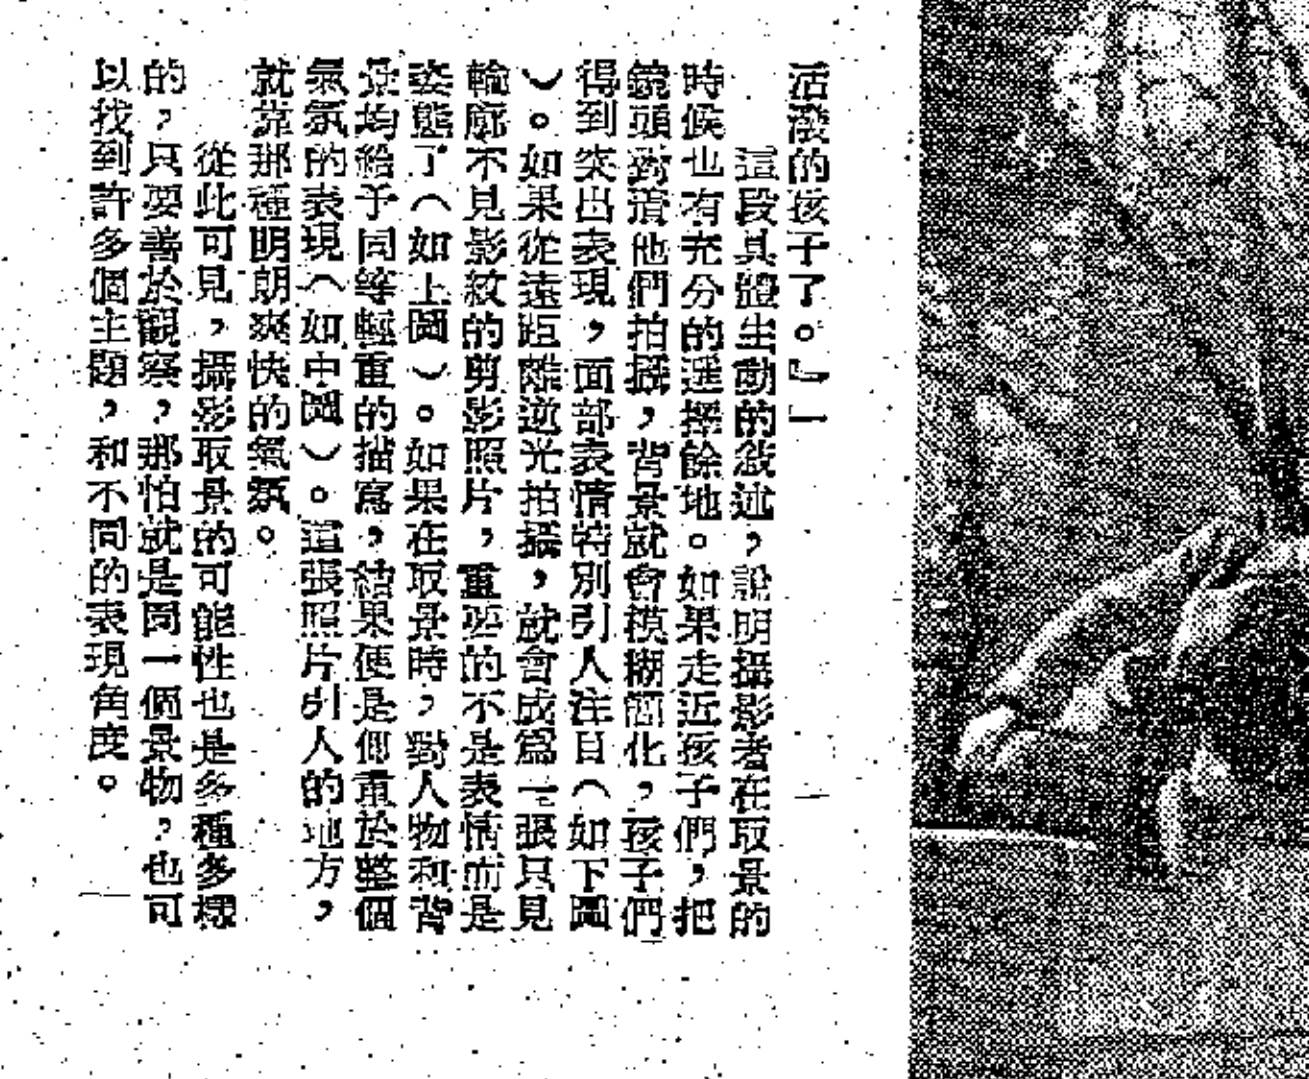 活潑的孩子了。』」
這段具體生動的敘述，說明攝影者在取景的
時候也有充分的選擇餘地。如果走近孩子們，把
鏡頭對着他們拍攝，背景就會模糊簡化，孩子們
得到突出表現，面部表情特別引人注目（如下圖
）。如果從遠距離逆光拍攝，就會成爲一張只見
輪廓不見影紋的剪影照片，重要的不是表情而是
姿態了（如上圖）。如果在取景時，對人物和背
景均給予同等輕重的描寫，結果便是側重於整個
氣氛的表現（如中圖）。這張照片引人的地方，
就靠那種明朗爽快的氣氛。
從此可見，攝影取景的可能性也是多種多樣
的，只要善於觀察，那怕就是同一個景物，也可
以找到許多個主題，和不同的表現角度。